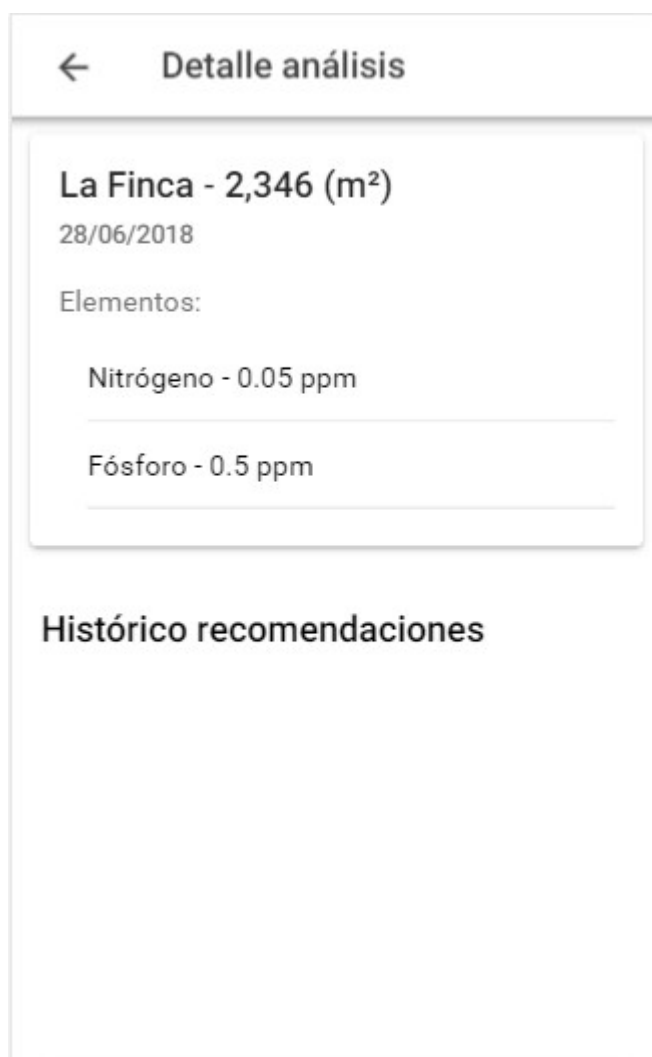 Detalle análisis
La Finca - 2,346 (m²)
28/06/2018
Elementos:
Nitrógeno - 0.05 ppm
Fósforo - 0.5 ppm
Histórico recomendaciones